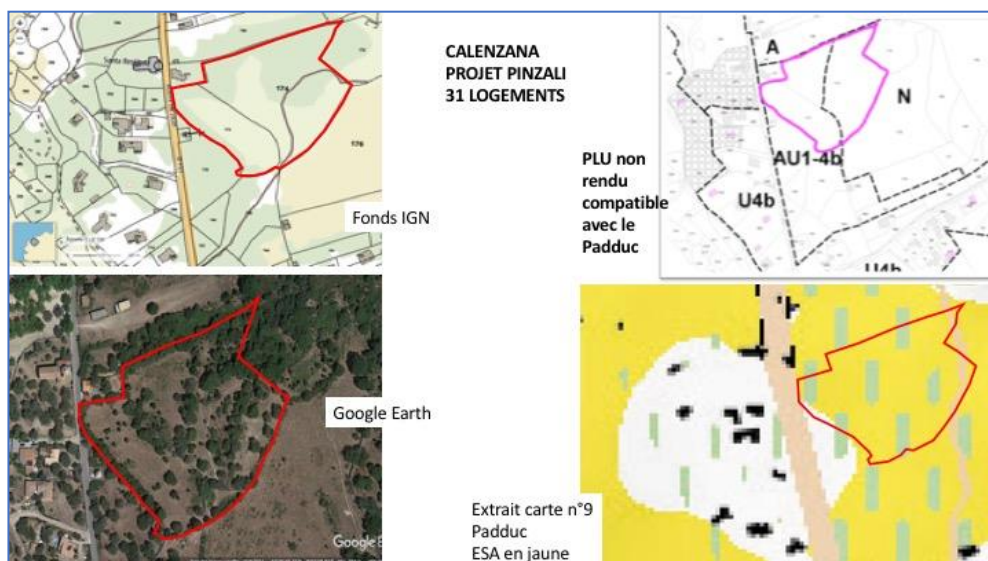 CALENZANA
PROJET PINZALI
31 LOGEMENTS
174
176
Fonds IGN
A
N
AU1-4b
U4b
U4b
PLU non
rendu
compatible
avec le
Padduc
Google Earth
Google E
Extrait carte n°9
Padduc
ESA en jaune